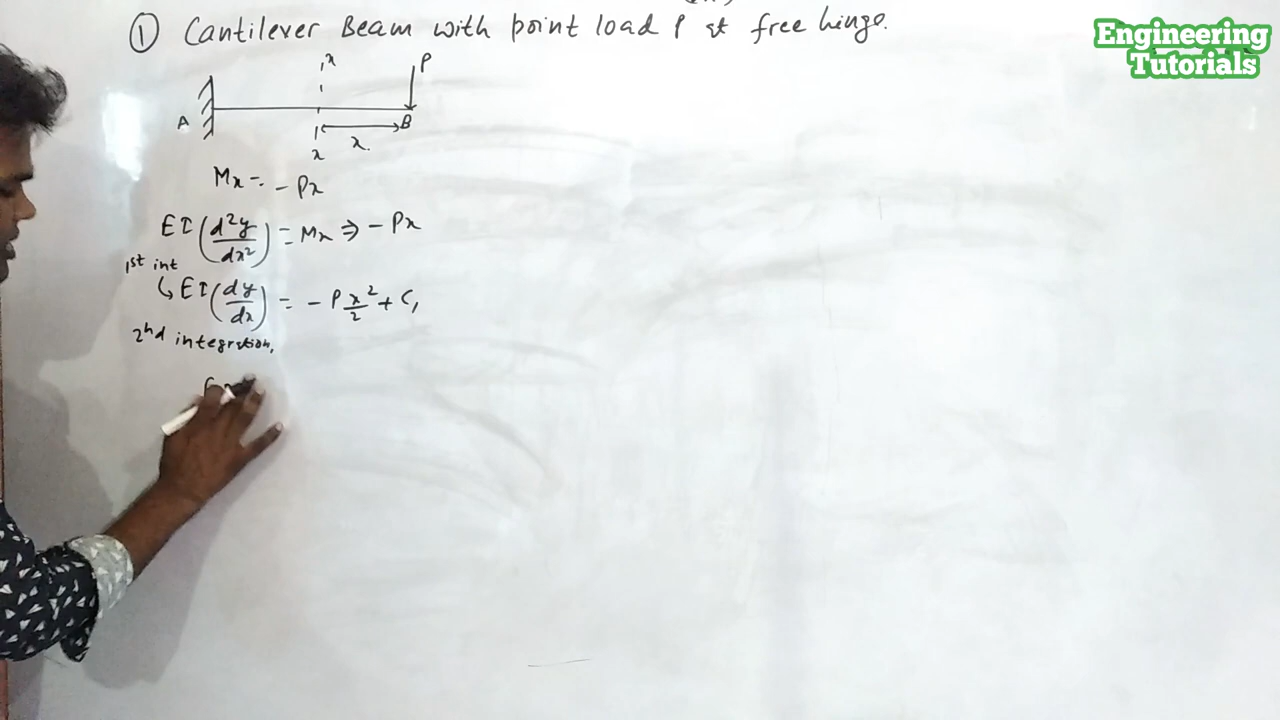 ① Cantilever Beam with point load P at free hinge.
Engineering
Tutorials
x
P
A
B
x
x.
Mx = - Px
EI(d²y/dx²) = Mx ⇒ - Px
1st int
↳ EI(dy/dx) = - P x²/2 + C₁
2nd integration,